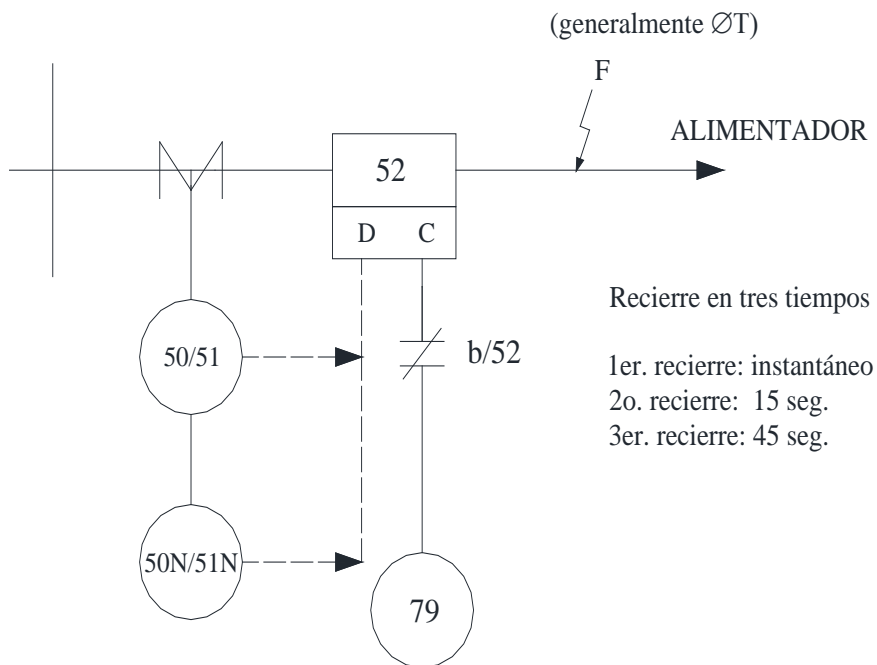 (generalmente ∅T)
F
ALIMENTADOR
52
D C
Recierre en tres tiempos
50/51
b/52
1er. recierre: instantáneo
2o. recierre: 15 seg.
3er. recierre: 45 seg.
50N/51N
79